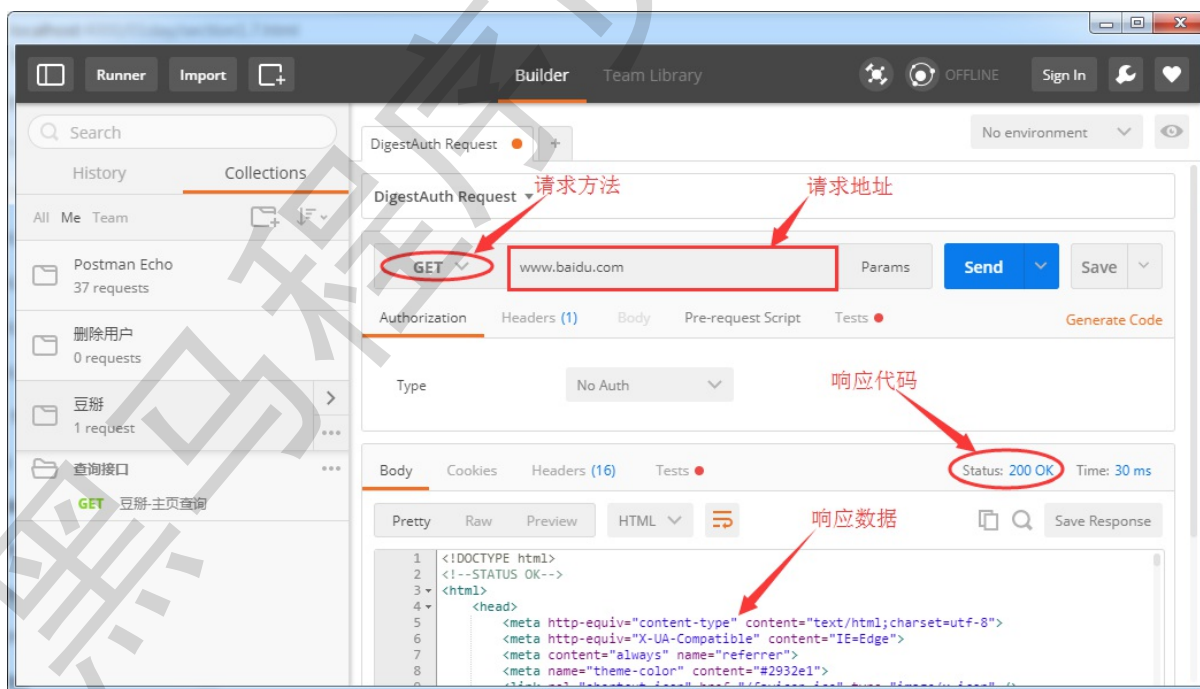 Runner Import Builder Team Library OFFLINE Sign In
Search
History Collections
All Me Team
Postman Echo
37 requests
删除用户
0 requests
豆掰
1 request
查询接口
GET 豆掰-主页查询
DigestAuth Request + No environment
DigestAuth Request 请求方法 请求地址
GET www.baidu.com Params Send Save
Authorization Headers (1) Body Pre-request Script Tests Generate Code
Type No Auth 响应代码
Body Cookies Headers (16) Tests Status: 200 OK Time: 30 ms
Pretty Raw Preview HTML 响应数据 Save Response
1 <!DOCTYPE html>
2 <!--STATUS OK-->
3 <html>
4 <head>
5 <meta http-equiv="content-type" content="text/html;charset=utf-8">
6 <meta http-equiv="X-UA-Compatible" content="IE=Edge">
7 <meta content="always" name="referrer">
8 <meta name="theme-color" content="#2932e1">
黑马程序